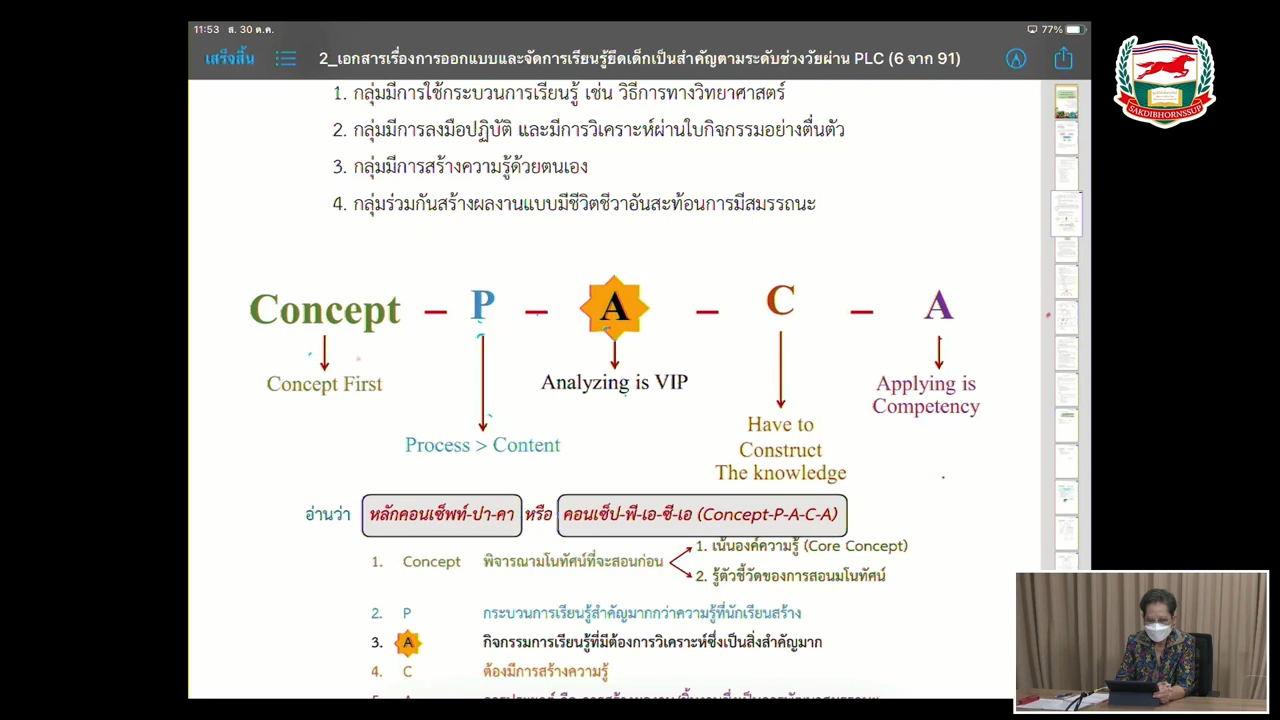 11:53 ส. 30 ต.ค.
77%
เสร็จสิ้น
2_เอกสารเรื่องการออกแบบและจัดการเรียนรู้ยึดเด็กเป็นสำคัญตามระดับช่วงวัยผ่าน PLC (6 จาก 91)
SAKDIBHORNSSUP
1. กลุ่มมีการใช้กระบวนการเรียนรู้ เช่น วิธีการทางวิทยาศาสตร์
2. กลุ่มมีการลงมือปฏิบัติ และมีการวิเคราะห์ผ่านใบกิจกรรมอย่างตื่นตัว
3. กลุ่มมีการสร้างความรู้ด้วยตนเอง
4. กลุ่มร่วมกันสร้างผลงานแบบมีชีวิตชีวาอันสะท้อนการมีสมรรถนะ
Concept – P – A – C – A
Concept First
Analyzing is VIP
Applying is
Competency
Process > Content
Have to
Construct
The knowledge
อ่านว่า หลักคอนเซ็พท์-ปา-คา หรือ คอนเซ็ป-พี-เอ-ซี-เอ (Concept-P-A-C-A)
1. Concept พิจารณามโนทัศน์ที่จะสอนก่อน
1. เน้นองค์ความรู้ (Core Concept)
2. รู้ตัวชี้วัดของการสอนมโนทัศน์
2. P กระบวนการเรียนรู้สำคัญมากกว่าความรู้ที่นักเรียนสร้าง
3. A กิจกรรมการเรียนรู้ที่มีต้องการวิเคราะห์ซึ่งเป็นสิ่งสำคัญมาก
4. C ต้องมีการสร้างความรู้